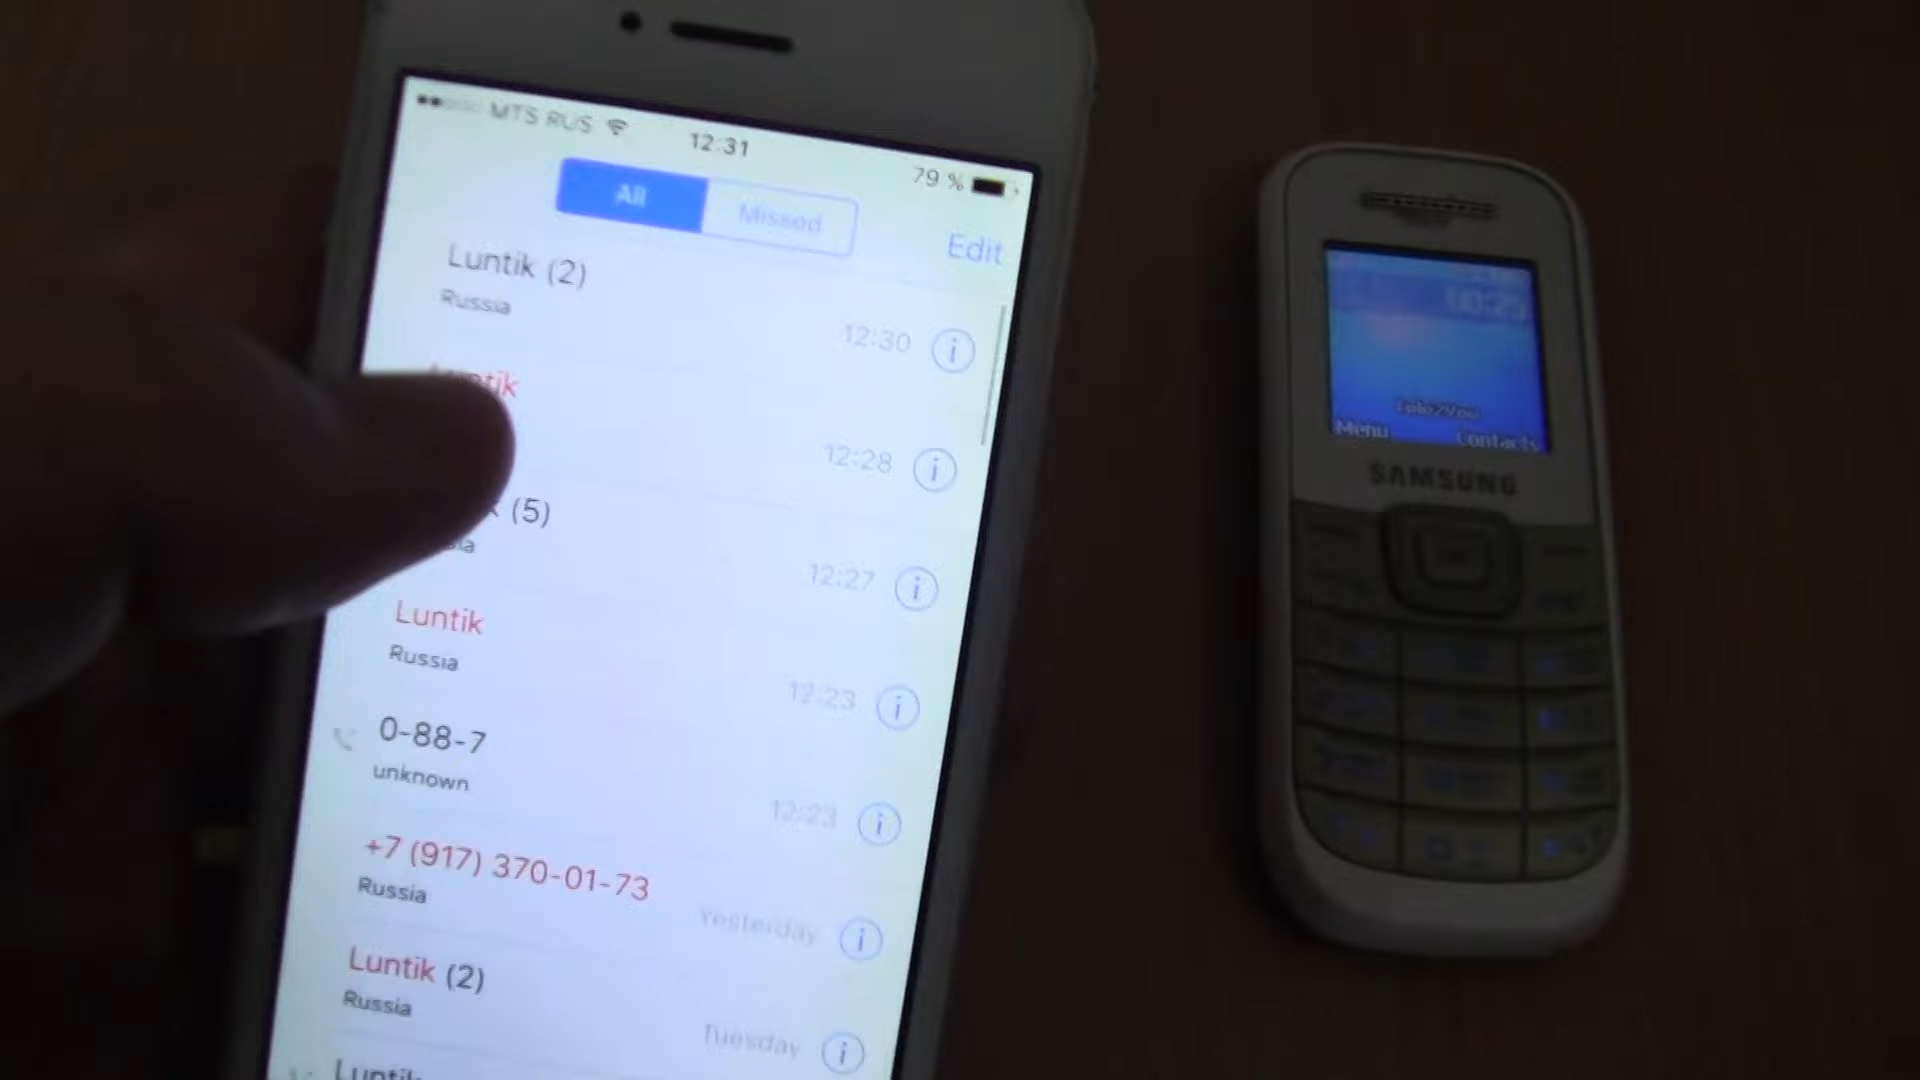 MTS RUS
12:31
79 %
All
Missed
Edit
Luntik (2)
Russia
12:30
12:28
(5)
12:27
Luntik
Russia
12:23
0-88-7
unknown
12:23
+7 (917) 370-01-73
Russia
Yesterday
Luntik (2)
Russia
Tuesday
Luntik
Menu
Contacts
SAMSUNG